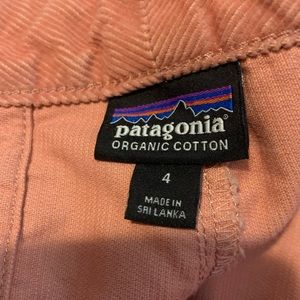 patagonia®
ORGANIC COTTON
4
MADE IN
SRI LANKA